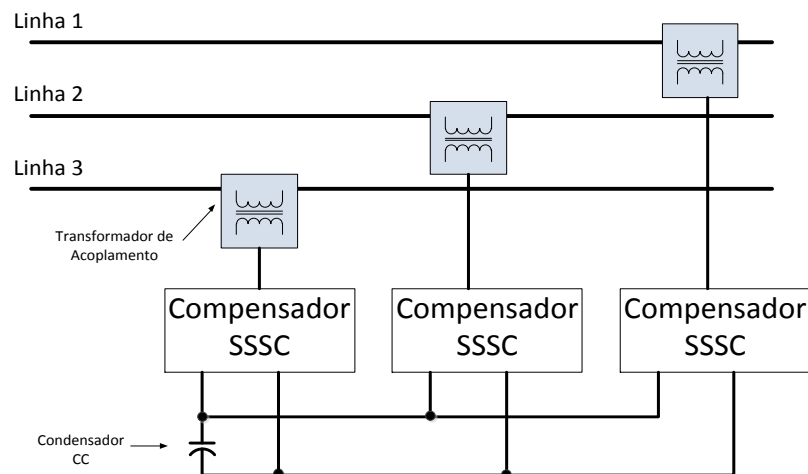 Linha 1
Linha 2
Linha 3
Transformador de
Acoplamento
Compensador
SSSC
Compensador
SSSC
Compensador
SSSC
Condensador
CC